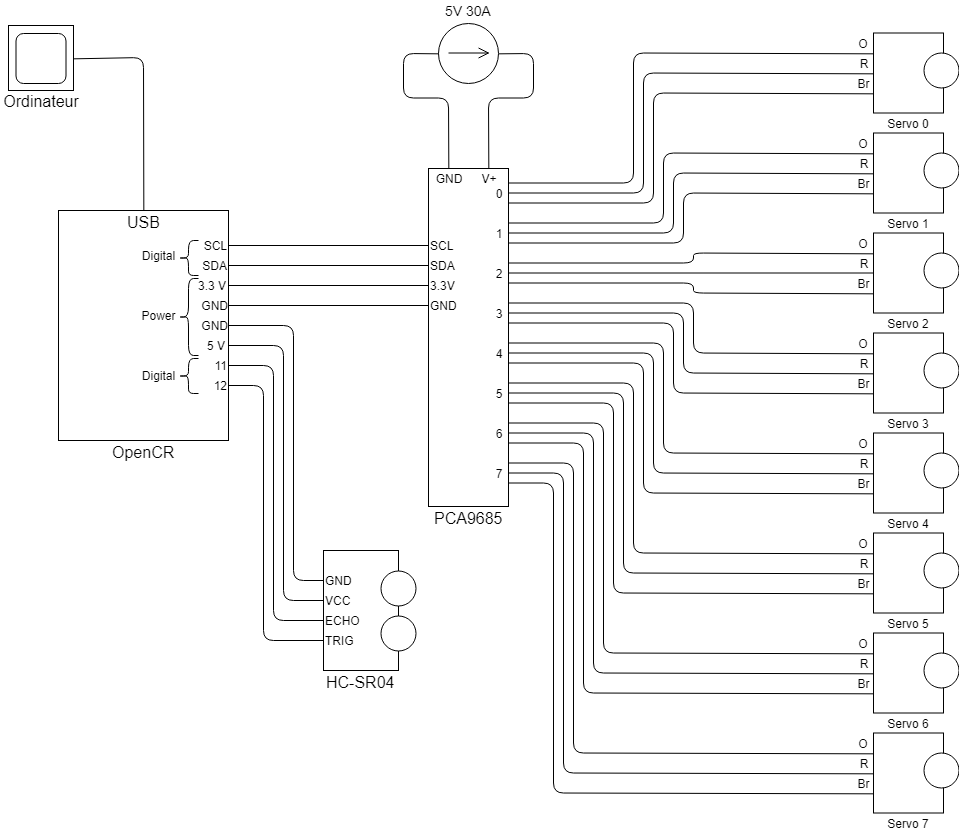 5V 30A
Ordinateur
USB
Digital
SCL
SDA
Power
3.3 V
GND
GND
5 V
Digital
11
12
OpenCR
GND V+
SCL
SDA
3.3V
GND
0
1
2
3
4
5
6
7
PCA9685
GND
VCC
ECHO
TRIG
HC-SR04
O
R
Br
Servo 0
O
R
Br
Servo 1
O
R
Br
Servo 2
O
R
Br
Servo 3
O
R
Br
Servo 4
O
R
Br
Servo 5
O
R
Br
Servo 6
O
R
Br
Servo 7